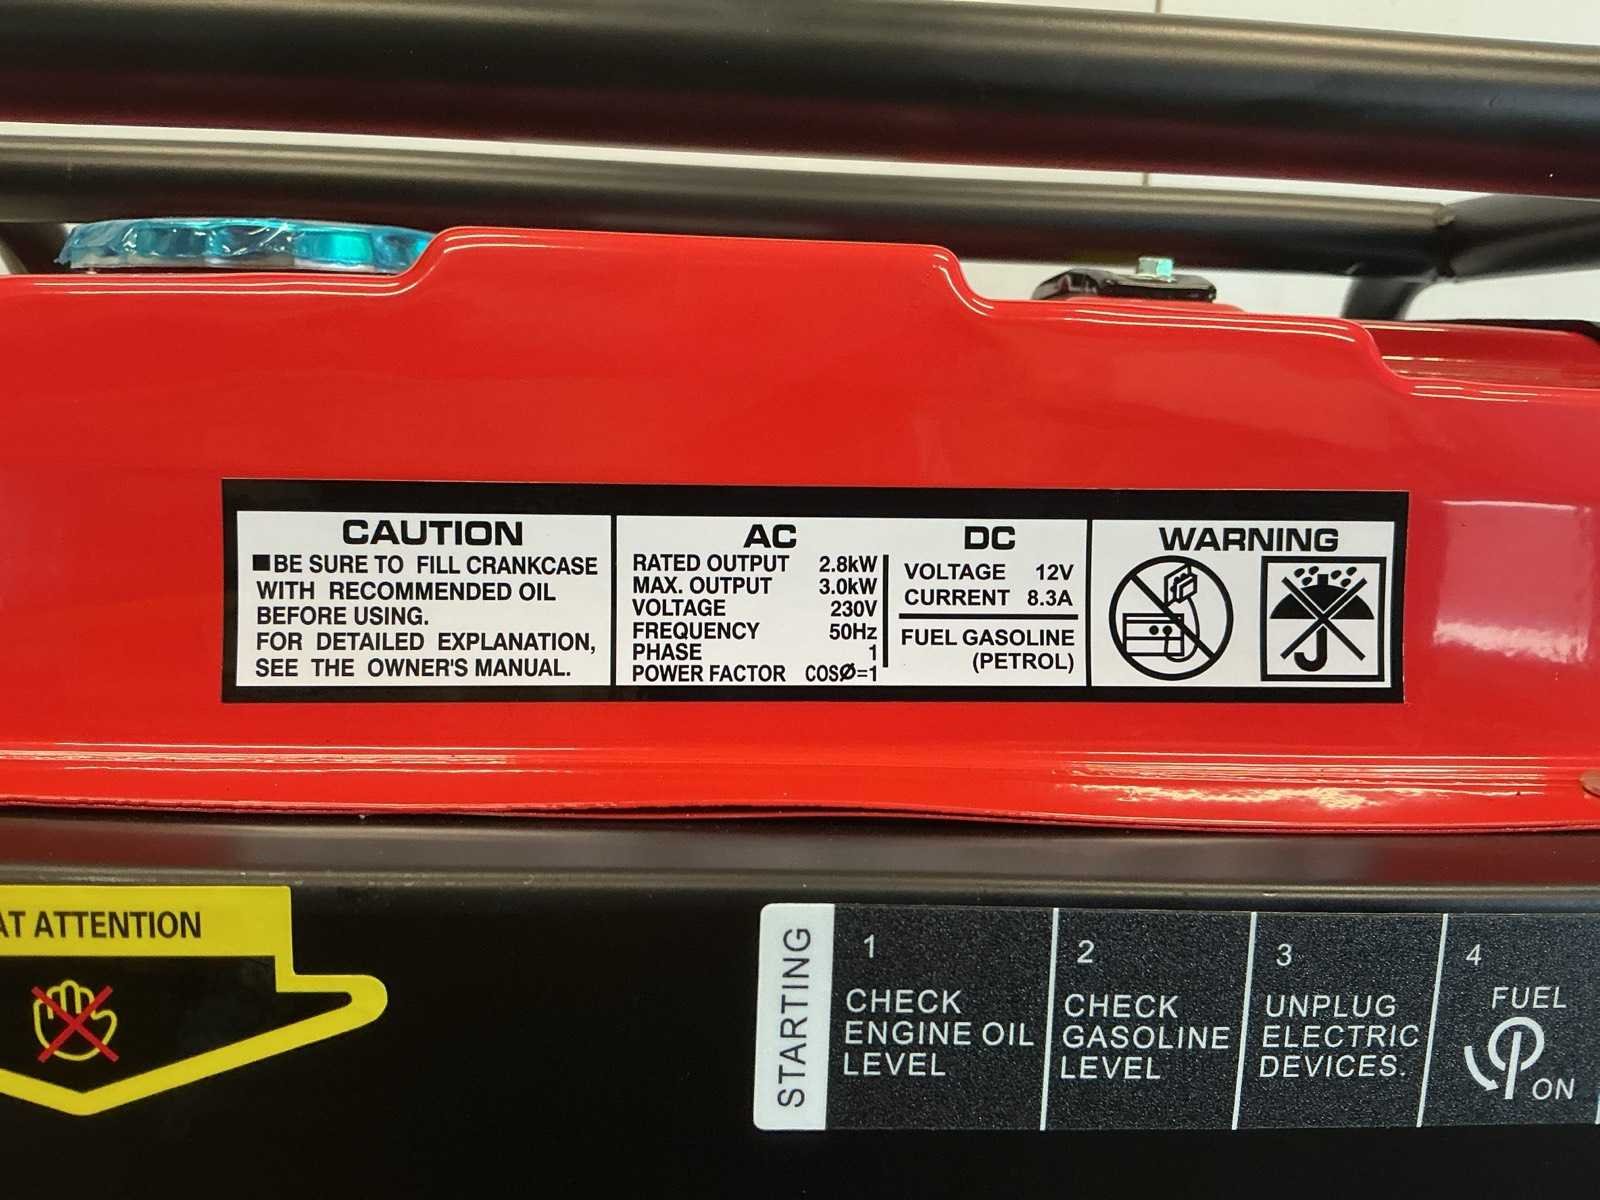 CAUTION
■BE SURE TO FILL CRANKCASE
WITH RECOMMENDED OIL
BEFORE USING.
FOR DETAILED EXPLANATION,
SEE THE OWNER'S MANUAL.
AC
RATED OUTPUT 2.8kW
MAX. OUTPUT 3.0kW
VOLTAGE 230V
FREQUENCY 50Hz
PHASE 1
POWER FACTOR COSØ=1
DC
VOLTAGE 12V
CURRENT 8.3A
FUEL GASOLINE
(PETROL)
WARNING
AT ATTENTION
STARTING
1
CHECK
ENGINE OIL
LEVEL
2
CHECK
GASOLINE
LEVEL
3
UNPLUG
ELECTRIC
DEVICES.
4
FUEL
ON